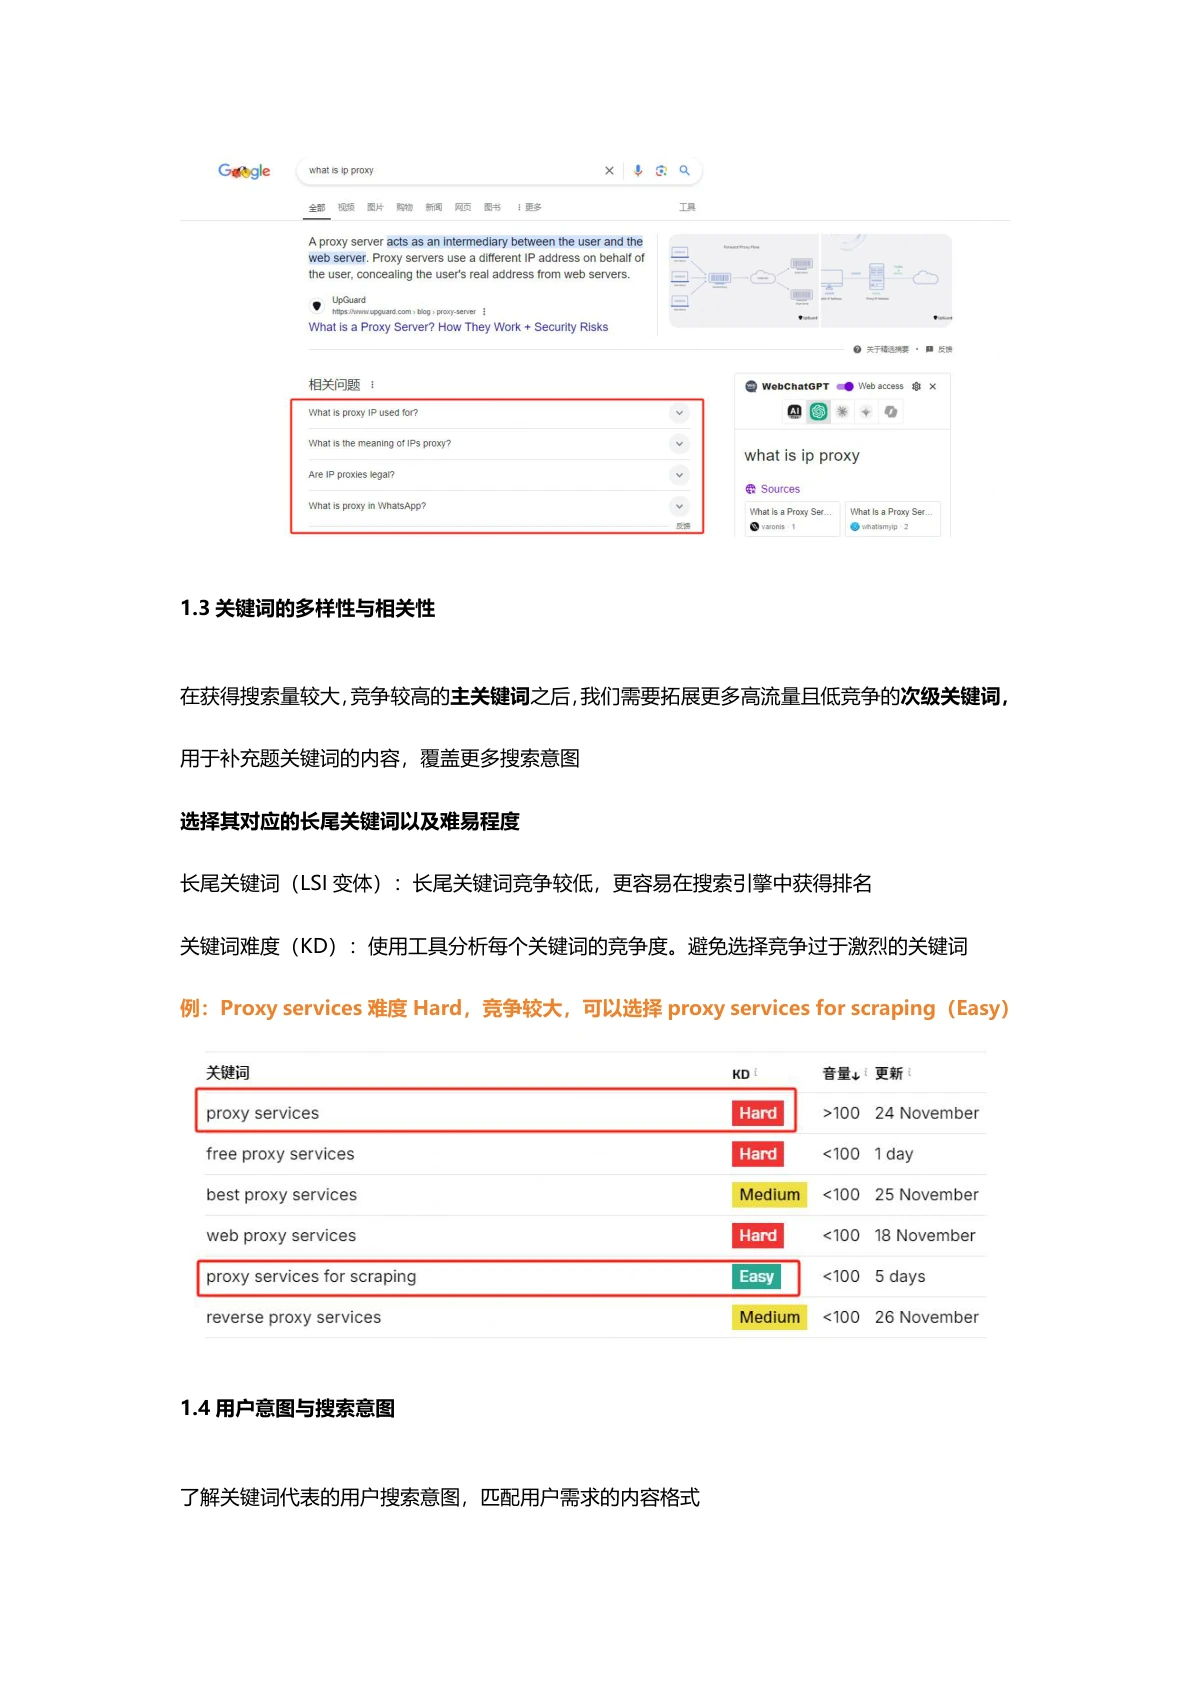 Google
what is ip proxy
全部 视频 图片 购物 新闻 网页 图书 更多 工具
A proxy server acts as an intermediary between the user and the
web server. Proxy servers use a different IP address on behalf of
the user, concealing the user's real address from web servers.
UpGuard
https://www.upguard.com › blog › proxy-server
What is a Proxy Server? How They Work + Security Risks
Forward Proxy Flow
UpGuard
UpGuard
关于精选摘要 · 反馈
相关问题
What is proxy IP used for?
What is the meaning of IPs proxy?
Are IP proxies legal?
What is proxy in WhatsApp?
反馈
WebChatGPT Web access
AI
what is ip proxy
Sources
What is a Proxy Ser...
varonis · 1
What Is a Proxy Ser...
whatismyip · 2
1.3 关键词的多样性与相关性
在获得搜索量较大，竞争较高的主关键词之后，我们需要拓展更多高流量且低竞争的次级关键词，
用于补充题关键词的内容，覆盖更多搜索意图
选择其对应的长尾关键词以及难易程度
长尾关键词（LSI 变体）：长尾关键词竞争较低，更容易在搜索引擎中获得排名
关键词难度（KD）：使用工具分析每个关键词的竞争度。避免选择竞争过于激烈的关键词
例：Proxy services 难度 Hard，竞争较大，可以选择 proxy services for scraping（Easy）
关键词 KD 音量↓ 更新
proxy services Hard >100 24 November
free proxy services Hard <100 1 day
best proxy services Medium <100 25 November
web proxy services Hard <100 18 November
proxy services for scraping Easy <100 5 days
reverse proxy services Medium <100 26 November
1.4 用户意图与搜索意图
了解关键词代表的用户搜索意图，匹配用户需求的内容格式